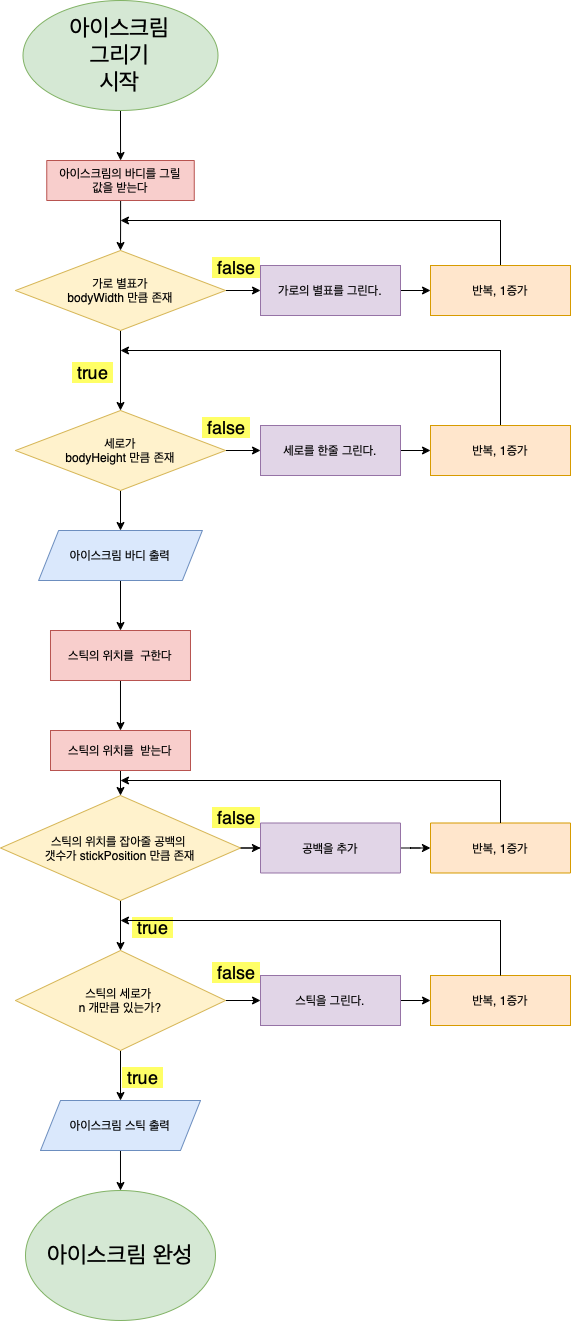 아이스크림
그리기
시작
아이스크림의 바디를 그릴
값을 받는다
가로 별표가
bodyWidth 만큼 존재
false
가로의 별표를 그린다.
반복, 1증가
true
세로가
bodyHeight 만큼 존재
false
세로를 한줄 그린다.
반복, 1증가
아이스크림 바디 출력
스틱의 위치를 구한다
스틱의 위치를 받는다
스틱의 위치를 잡아줄 공백의
갯수가 stickPosition 만큼 존재
false
공백을 추가
반복, 1증가
true
스틱의 세로가
n 개만큼 있는가?
false
스틱을 그린다.
반복, 1증가
true
아이스크림 스틱 출력
아이스크림 완성